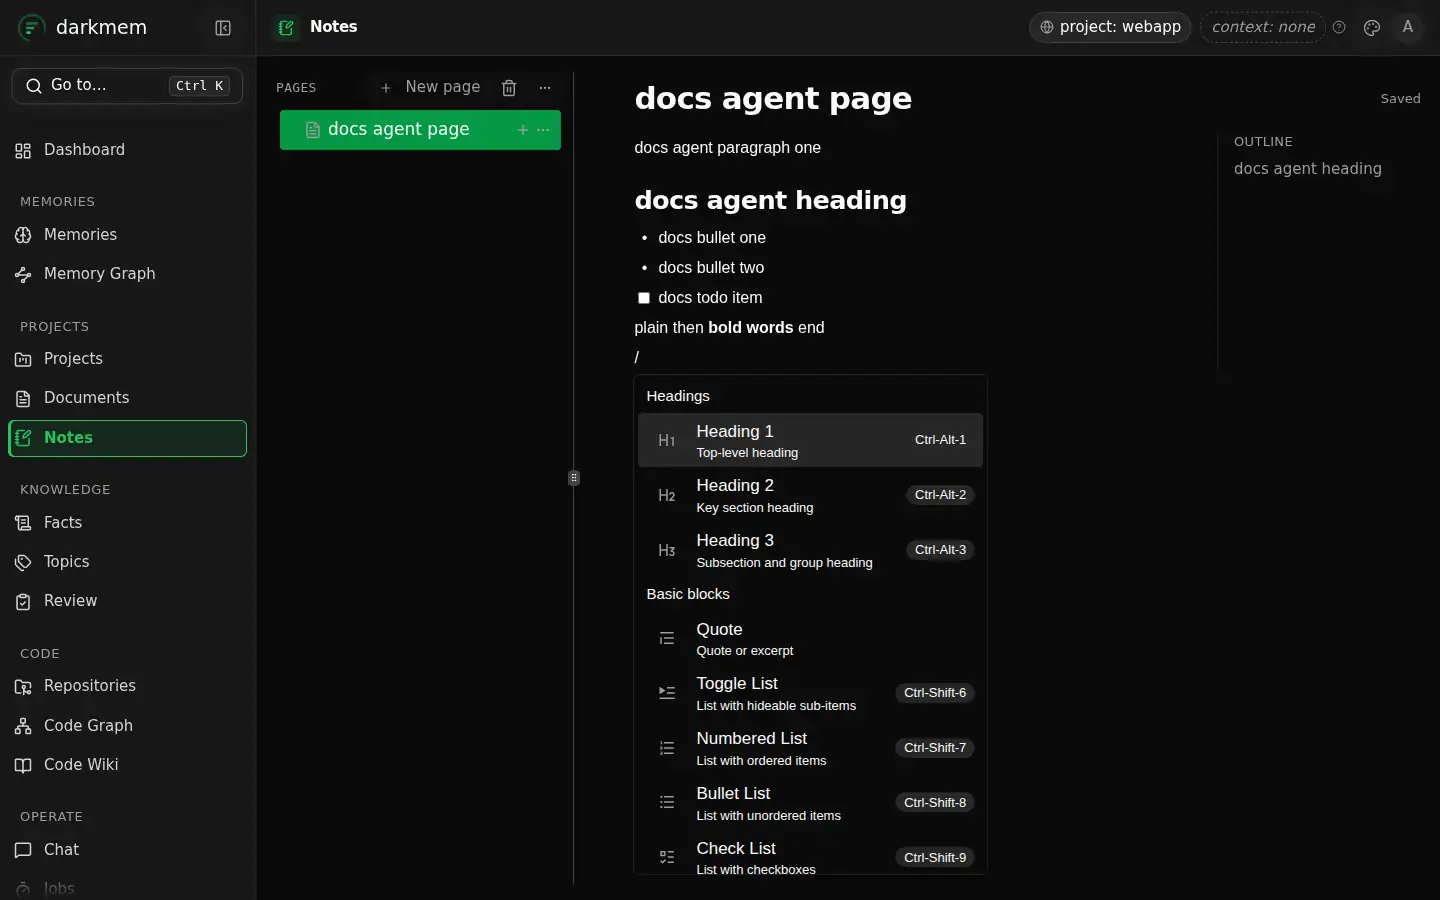 darkmem
Go to...
Ctrl K
Dashboard
MEMORIES
Memories
Memory Graph
PROJECTS
Projects
Documents
Notes
KNOWLEDGE
Facts
Topics
Review
CODE
Repositories
Code Graph
Code Wiki
OPERATE
Chat
Jobs
Notes
project: webapp
context: none
A
PAGES
New page
docs agent page
docs agent page
Saved
docs agent paragraph one
docs agent heading
• docs bullet one
• docs bullet two
docs todo item
plain then bold words end
/
Headings
H1 Heading 1 Ctrl-Alt-1
Top-level heading
H2 Heading 2 Ctrl-Alt-2
Key section heading
H3 Heading 3 Ctrl-Alt-3
Subsection and group heading
Basic blocks
Quote
Quote or excerpt
Toggle List Ctrl-Shift-6
List with hideable sub-items
Numbered List Ctrl-Shift-7
List with ordered items
Bullet List Ctrl-Shift-8
List with unordered items
Check List Ctrl-Shift-9
List with checkboxes
OUTLINE
docs agent heading